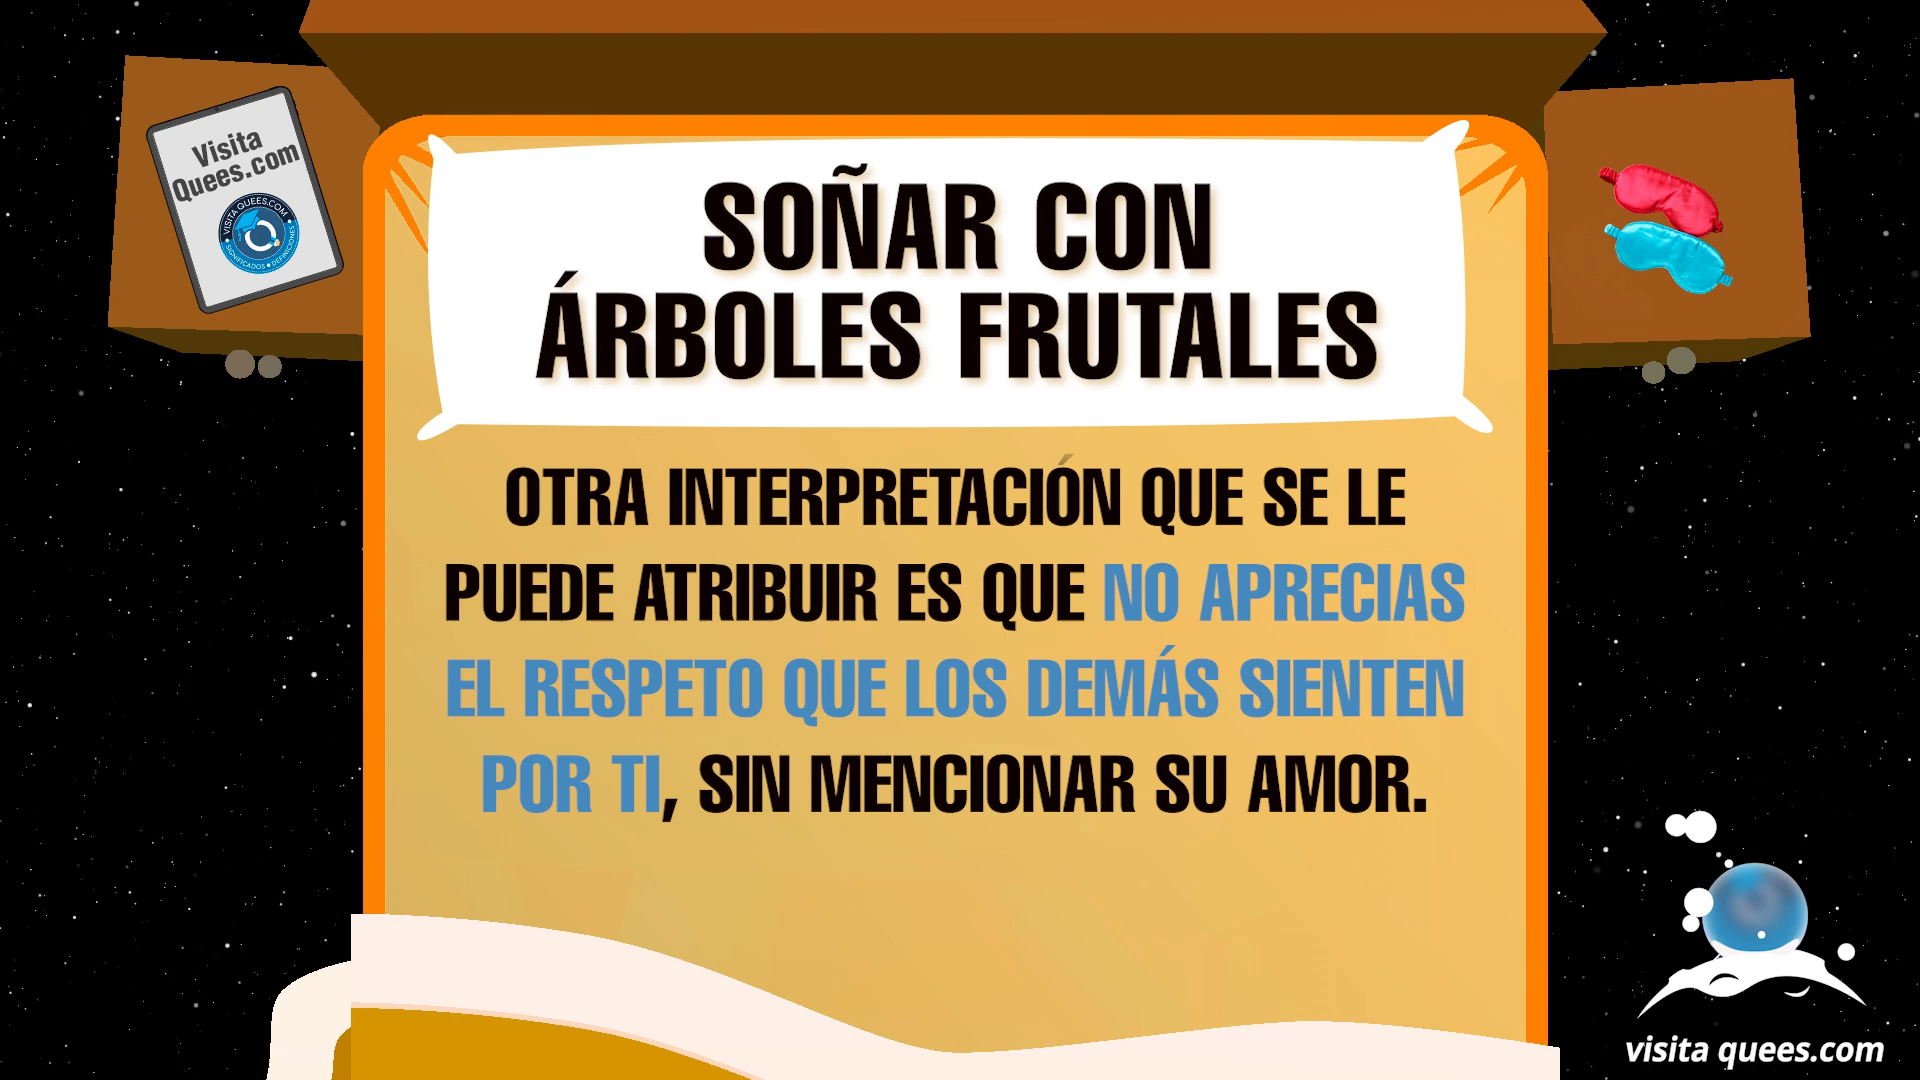 Visita
Quees.com
VISITA QUEES.COM
SIGNIFICADOS • DEFINICIONES
SOÑAR CON
ÁRBOLES FRUTALES
OTRA INTERPRETACIÓN QUE SE LE
PUEDE ATRIBUIR ES QUE NO APRECIAS
EL RESPETO QUE LOS DEMÁS SIENTEN
POR TI, SIN MENCIONAR SU AMOR.
visita quees.com